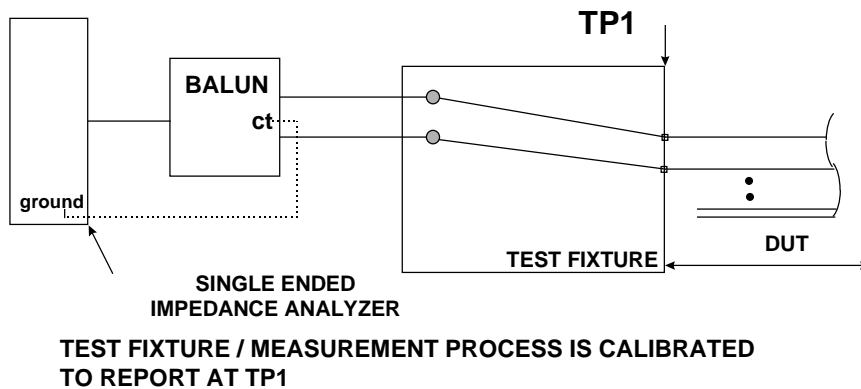 TP1
BALUN
ct
ground
TEST FIXTURE
DUT
SINGLE ENDED
IMPEDANCE ANALYZER
TEST FIXTURE / MEASUREMENT PROCESS IS CALIBRATED
TO REPORT AT TP1